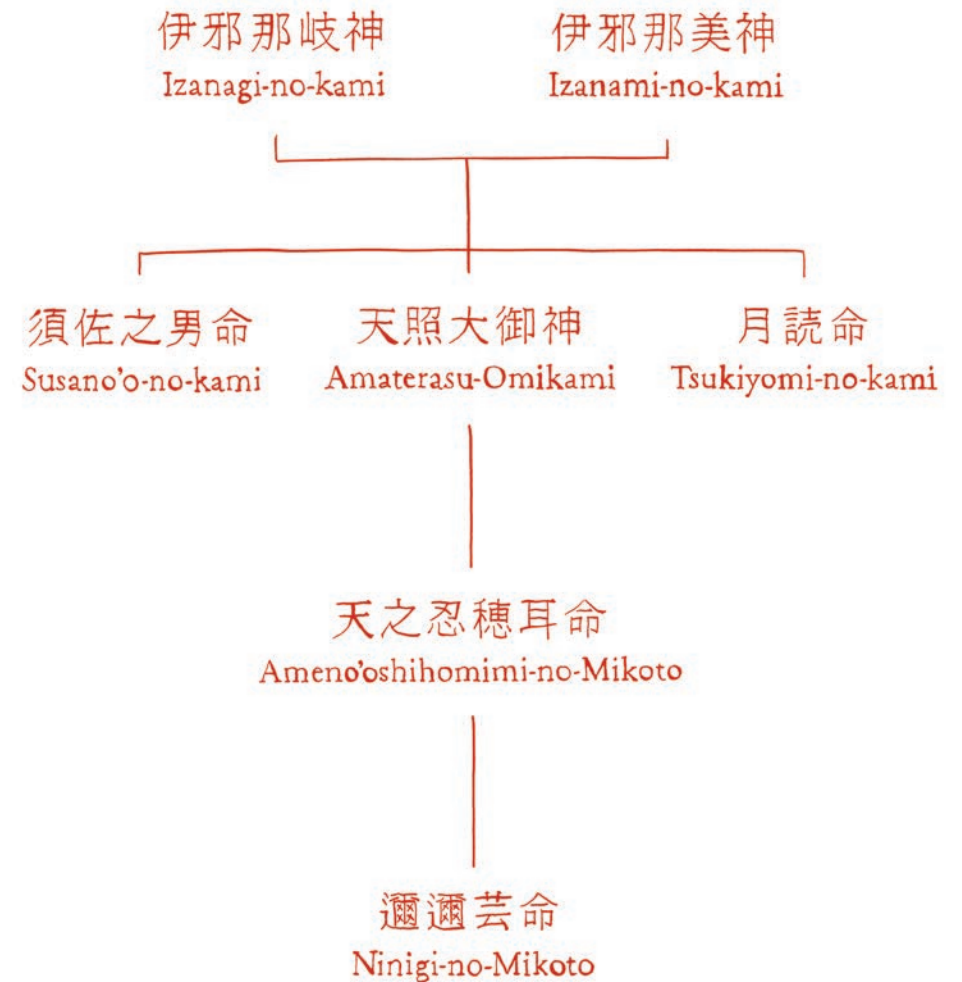 伊邪那岐神 伊邪那美神
Izanagi-no-kami Izanami-no-kami
須佐之男命 天照大御神 月読命
Susano'o-no-kami Amaterasu-Omikami Tsukiyomi-no-kami
天之忍穂耳命
Ameno'oshihomimi-no-Mikoto
邇邇芸命
Ninigi-no-Mikoto